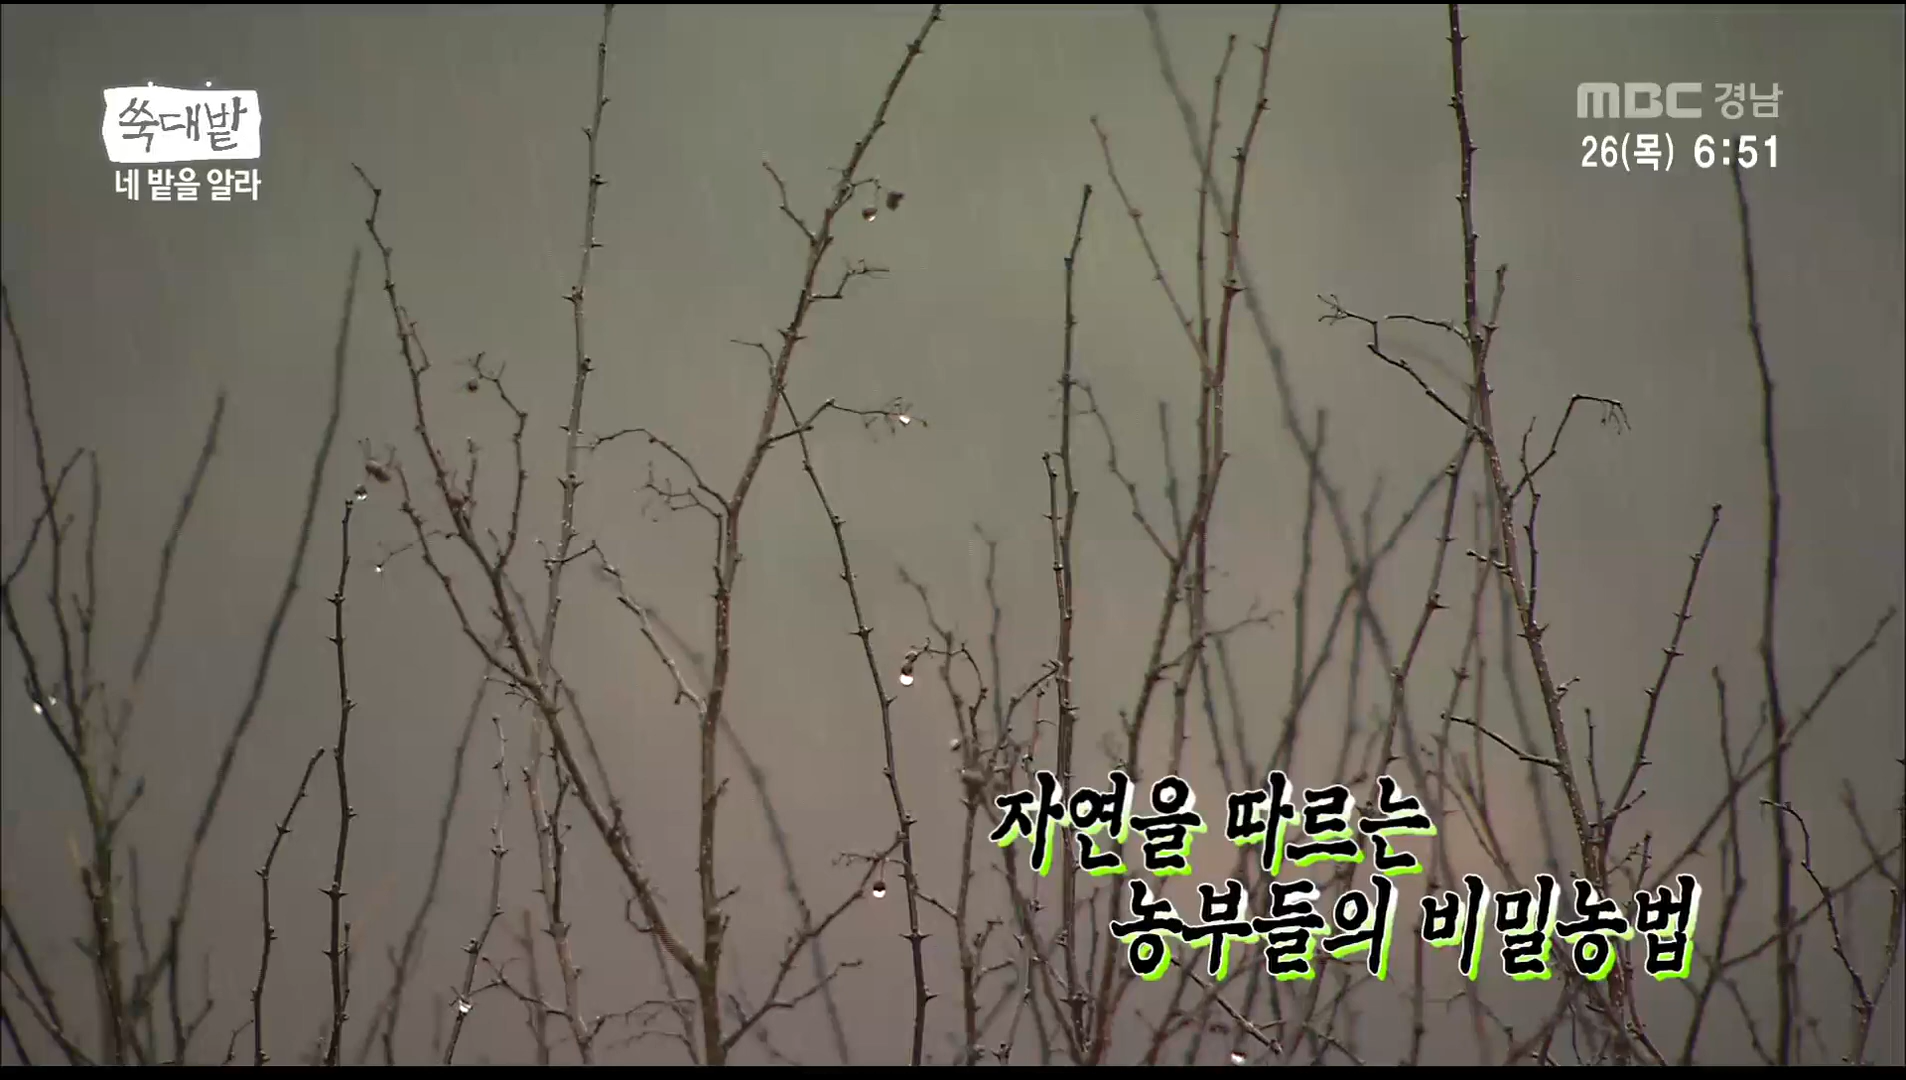 쑥대밭
네 밭을 알라
MBC 경남
26(목) 6:51
자연을 따르는
농부들의 비밀농법